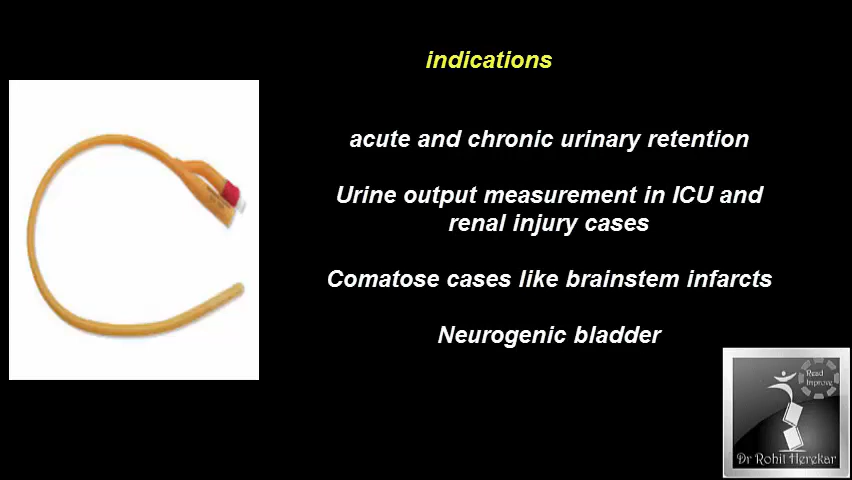 indications
acute and chronic urinary retention
Urine output measurement in ICU and
renal injury cases
Comatose cases like brainstem infarcts
Neurogenic bladder
Read
Improve
Dr Rohit Herekar